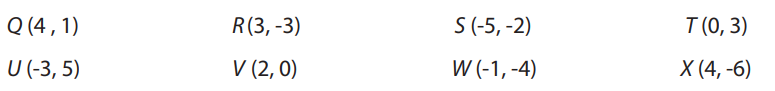 Q (4 , 1) R(3, -3) S (-5, -2) T (0, 3)
U (-3, 5) V (2, 0) W (-1, -4) X (4, -6)